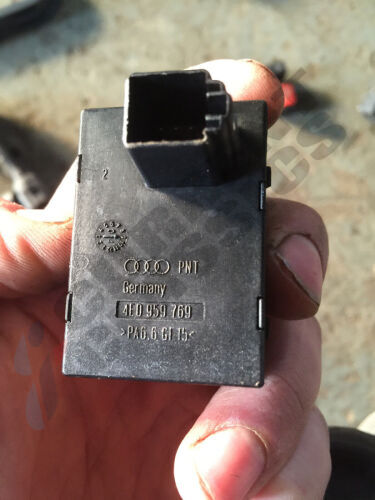 2
PNT
Germany
4E0 959 769
>PA6.6 GF15<